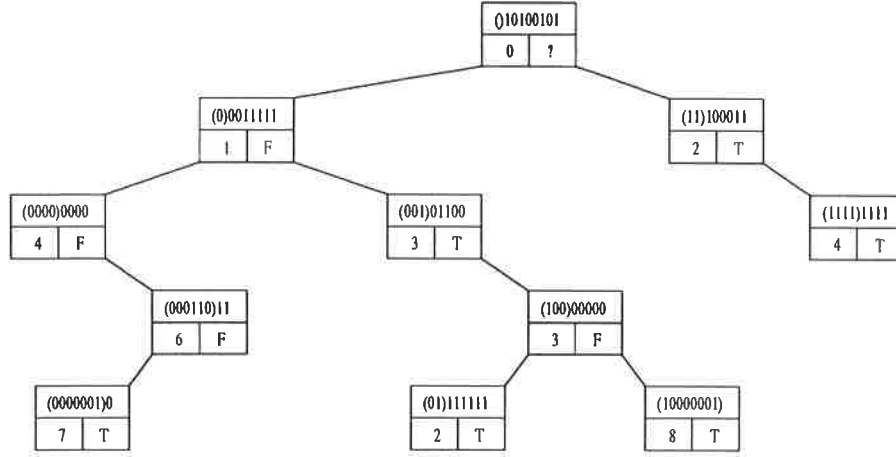 ()10100101
0 ?
(0)0011111
1 F
(11)100011
2 T
(0000)0000
4 F
(001)01100
3 T
(1111)1111
4 T
(000110)11
6 F
(100)00000
3 F
(0000001)0
7 T
(01)111111
2 T
(10000001)
8 T